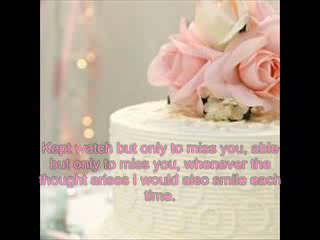 Kept watch but only to miss you, able
but only to miss you, whenever the
thought arises i would also smile each
time.